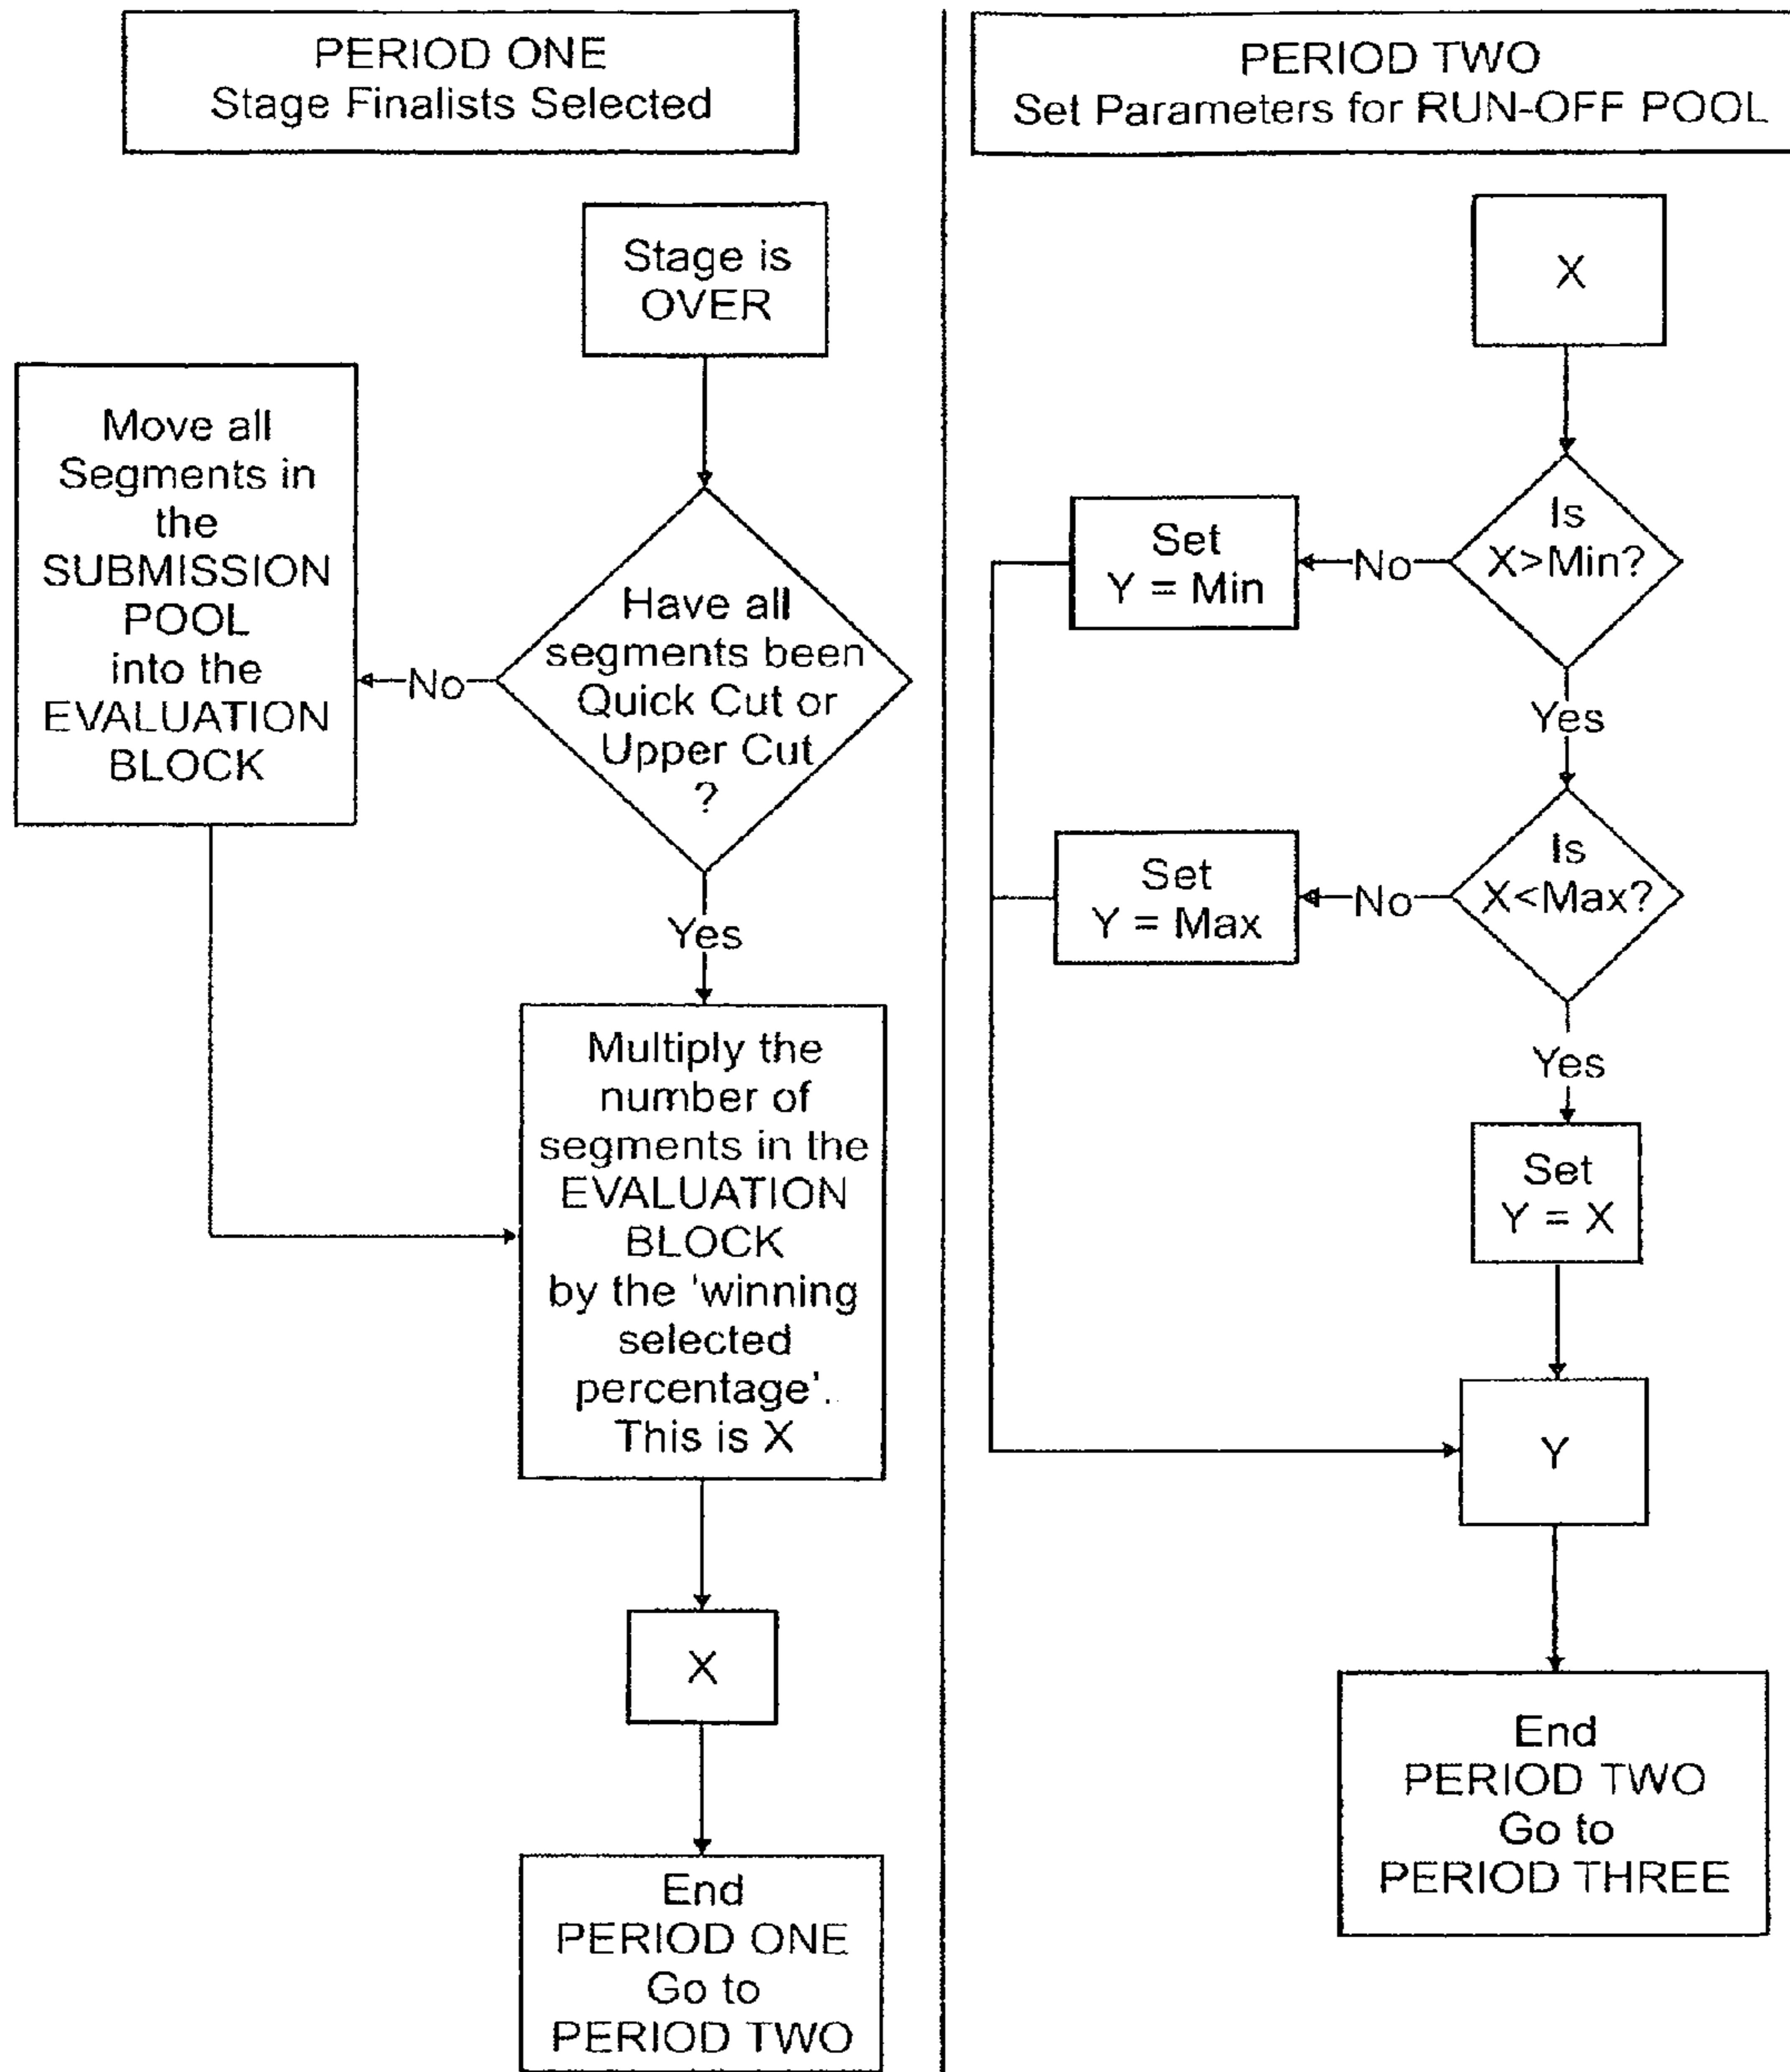 PERIOD ONE
Stage Finalists Selected
Stage is
OVER
Move all
Segments in
the
SUBMISSION
POOL
into the
EVALUATION
BLOCK
No
Have all
segments been
Quick Cut or
Upper Cut
?
Yes
Multiply the
number of
segments in the
EVALUATION
BLOCK
by the 'winning
selected
percentage'.
This is X
X
End
PERIOD ONE
Go to
PERIOD TWO
PERIOD TWO
Set Parameters for RUN-OFF POOL
X
Is
X>Min?
No
Set
Y = Min
Yes
Is
X<Max?
No
Set
Y = Max
Yes
Set
Y = X
Y
End
PERIOD TWO
Go to
PERIOD THREE